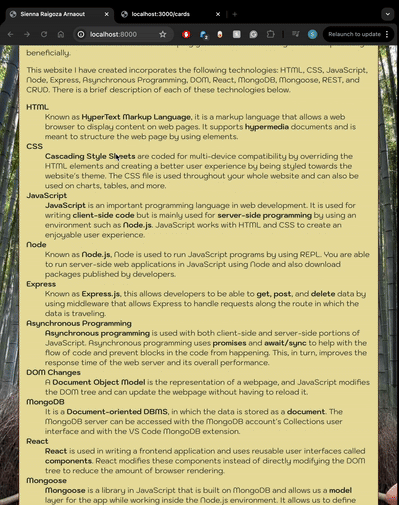 Sienna Raigoza Arnaout
localhost:3000/cards
localhost:8000
Relaunch to update
beneficially.
This website I have created incorporates the following technologies: HTML, CSS, JavaScript,
Node, Express, Asynchronous Programming, DOM, React, MongoDB, Mongoose, REST, and
CRUD. There is a brief description of each of these technologies below.
HTML
Known as HyperText Markup Language, it is a markup language that allows a web
browser to display content on web pages. It supports hypermedia documents and is
meant to structure the web page by using elements.
CSS
Cascading Style Sheets are coded for multi-device compatibility by overriding the
HTML elements and creating a better user experience by being styled towards the
website's theme. The CSS file is used throughout your whole website and can also be
used on charts, tables, and more.
JavaScript
JavaScript is an important programming language in web development. It is used for
writing client-side code but is mainly used for server-side programming by using an
environment such as Node.js. JavaScript works with HTML and CSS to create an
enjoyable user experience.
Node
Known as Node.js, Node is used to run JavaScript programs by using REPL. You are able
to run server-side web applications in JavaScript using Node and also download
packages published by developers.
Express
Known as Express.js, this allows developers to be able to get, post, and delete data by
using middleware that allows Express to handle requests along the route in which the
data is traveling.
Asynchronous Programming
Asynchronous programming is used with both client-side and server-side portions of
JavaScript. Asynchronous programming uses promises and await/sync to help with the
flow of code and prevent blocks in the code from happening. This, in turn, improves the
response time of the web server and its overall performance.
DOM Changes
A Document Object Model is the representation of a webpage, and JavaScript modifies
the DOM tree and can update the webpage without having to reload it.
MongoDB
It is a Document-oriented DBMS, in which the data is stored as a document. The
MongoDB server can be accessed with the MongoDB account's Collections user
interface and with the VS Code MongoDB extension.
React
React is used in writing a frontend application and uses reusable user interfaces called
components. React modifies these components instead of directly modifying the DOM
tree to reduce the amount of browser rendering.
Mongoose
Mongoose is a library in JavaScript that is built on MongoDB and allows us a model
layer for the app while working inside the Node.js environment. It allows us to define